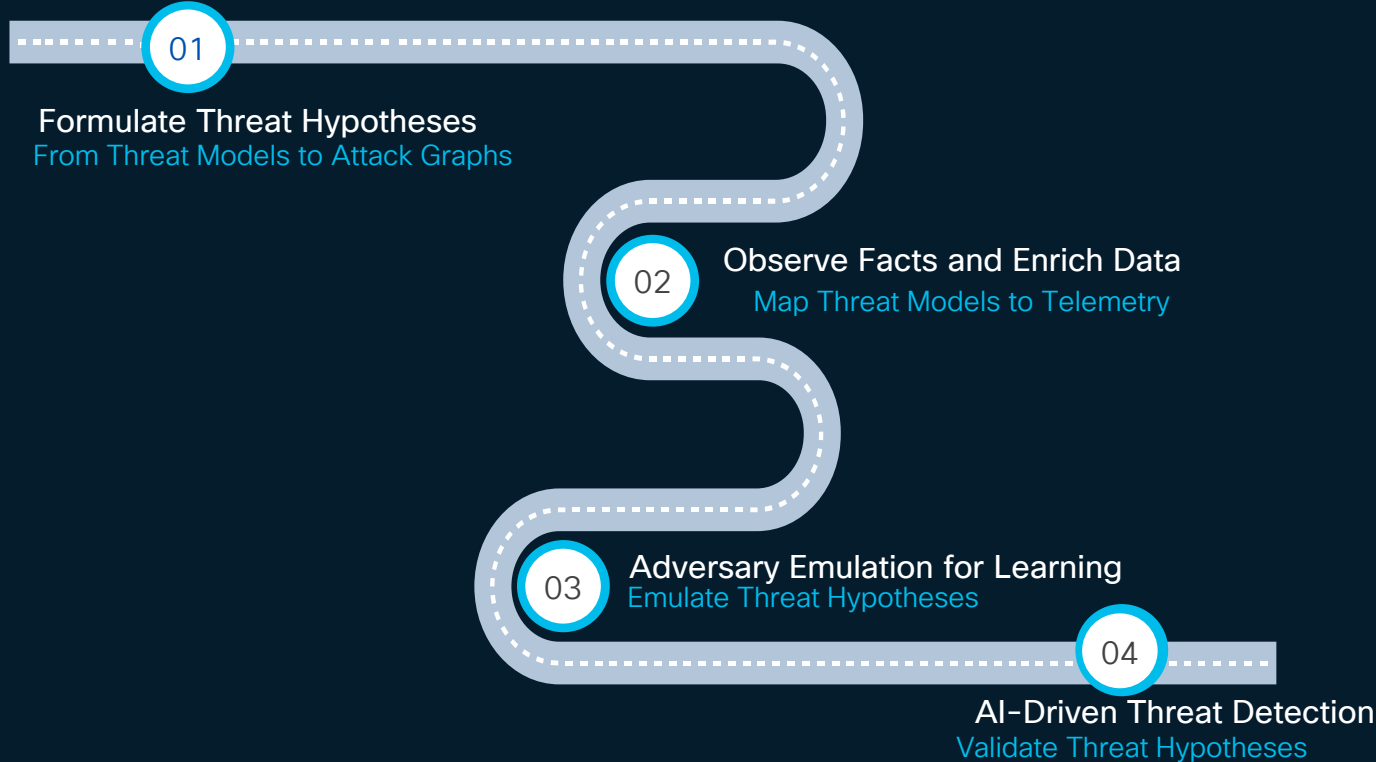 01
Formulate Threat Hypotheses
From Threat Models to Attack Graphs
02
Observe Facts and Enrich Data
Map Threat Models to Telemetry
03
Adversary Emulation for Learning
Emulate Threat Hypotheses
04
AI-Driven Threat Detection
Validate Threat Hypotheses